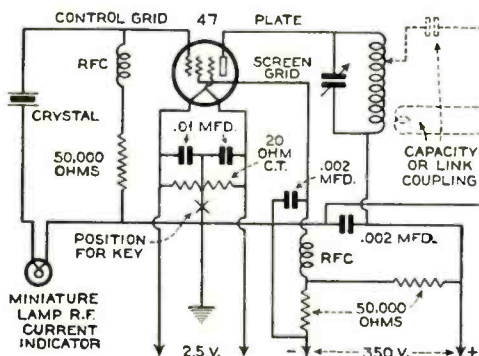 CONTROL GRID
47
PLATE
RFC
SCREEN
GRID
CRYSTAL
.01 MFD.
20
OHM
C.T.
50,000
OHMS
.002
MFD.
CAPACITY
OR LINK
COUPLING
POSITION
FOR KEY
.002 MFD.
RFC
MINIATURE
LAMP R.F.
CURRENT
INDICATOR
50,000
OHMS
2.5 V.
- 350 V. +